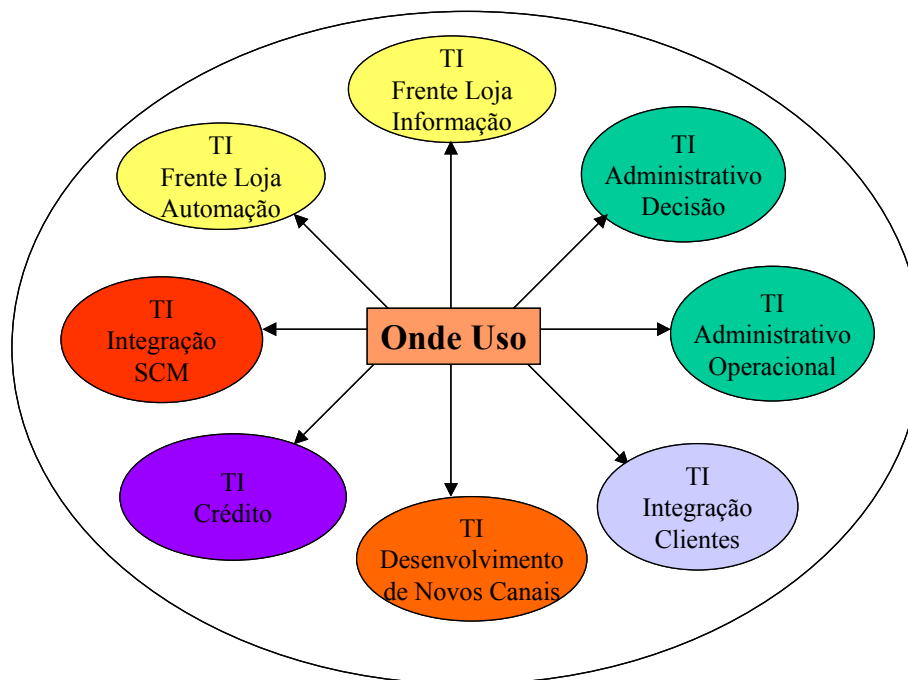 TI
Frente Loja
Informação
TI
Frente Loja
Automação
TI
Administrativo
Decisão
TI
Integração
SCM
Onde Uso
TI
Administrativo
Operacional
TI
Crédito
TI
Desenvolvimento
de Novos Canais
TI
Integração
Clientes